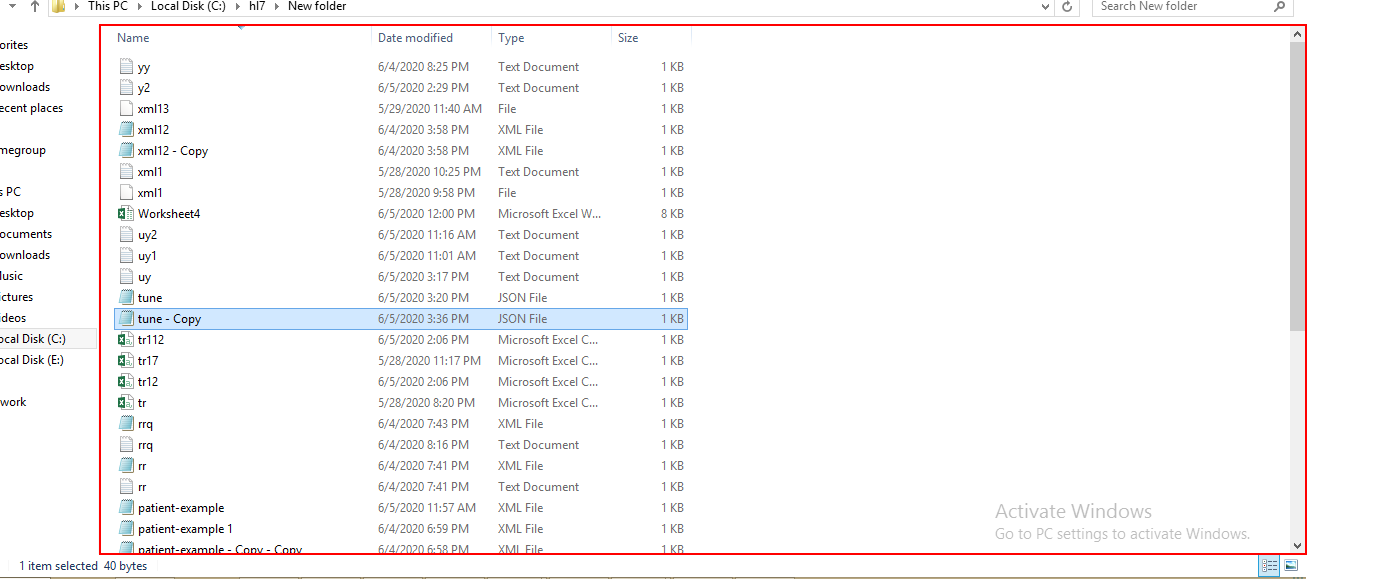 This PC Local Disk (C:) hl7 New folder Search New folder
Name Date modified Type Size
orites
esktop
ownloads
ecent places
megroup
s PC
esktop
ocuments
ownloads
usic
ictures
ideos
ocal Disk (C:)
ocal Disk (E:)
work
yy 6/4/2020 8:25 PM Text Document 1 KB
y2 6/5/2020 2:29 PM Text Document 1 KB
xml13 5/29/2020 11:40 AM File 1 KB
xml12 6/4/2020 3:58 PM XML File 1 KB
xml12 - Copy 6/4/2020 3:58 PM XML File 1 KB
xml1 5/28/2020 10:25 PM Text Document 1 KB
xml1 5/28/2020 9:58 PM File 1 KB
Worksheet4 6/5/2020 12:00 PM Microsoft Excel W... 8 KB
uy2 6/5/2020 11:16 AM Text Document 1 KB
uy1 6/5/2020 11:01 AM Text Document 1 KB
uy 6/5/2020 3:17 PM Text Document 1 KB
tune 6/5/2020 3:20 PM JSON File 1 KB
tune - Copy 6/5/2020 3:36 PM JSON File 1 KB
tr112 6/5/2020 2:06 PM Microsoft Excel C... 1 KB
tr17 5/28/2020 11:17 PM Microsoft Excel C... 1 KB
tr12 6/5/2020 2:06 PM Microsoft Excel C... 1 KB
tr 5/28/2020 8:20 PM Microsoft Excel C... 1 KB
rrq 6/4/2020 7:43 PM XML File 1 KB
rrq 6/4/2020 8:16 PM Text Document 1 KB
rr 6/4/2020 7:41 PM XML File 1 KB
rr 6/4/2020 7:41 PM Text Document 1 KB
patient-example 6/5/2020 11:57 AM XML File 1 KB
patient-example 1 6/4/2020 6:59 PM XML File 1 KB
patient-example - Copy - Copy 6/4/2020 6:58 PM XML File 1 KB
Activate Windows
Go to PC settings to activate Windows.
1 item selected 40 bytes